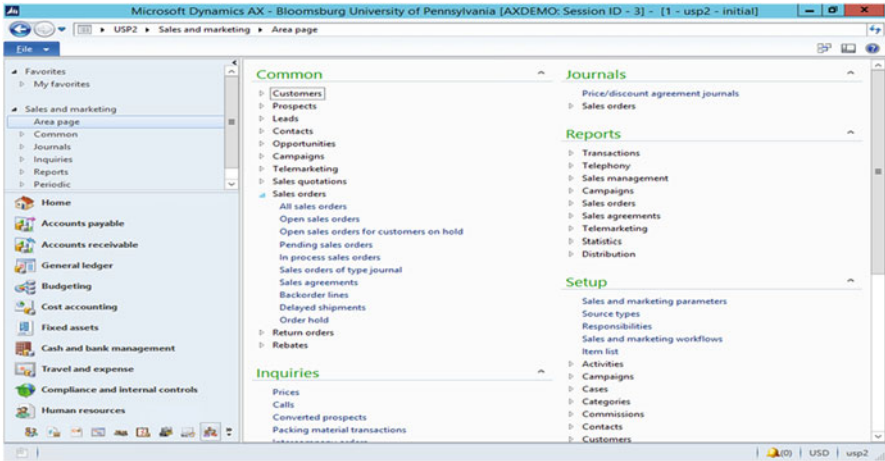 Microsoft Dynamics AX - Bloomsburg University of Pennsylvania [AXDEMO: Session ID - 3] - [1 - usp2 - initial]
USP2 Sales and marketing Area page
File
Favorites
My favorites
Sales and marketing
Area page
Common
Journals
Inquiries
Reports
Periodic
Home
Accounts payable
Accounts receivable
General ledger
Budgeting
Cost accounting
Fixed assets
Cash and bank management
Travel and expense
Compliance and internal controls
Human resources
Common
Customers
Prospects
Leads
Contacts
Opportunities
Campaigns
Telemarketing
Sales quotations
Sales orders
All sales orders
Open sales orders
Open sales orders for customers on hold
Pending sales orders
In process sales orders
Sales orders of type journal
Sales agreements
Backorder lines
Delayed shipments
Order hold
Return orders
Rebates
Inquiries
Prices
Calls
Converted prospects
Packing material transactions
Intercompany orders
Journals
Price/discount agreement journals
Sales orders
Reports
Transactions
Telephony
Sales management
Campaigns
Sales orders
Sales agreements
Telemarketing
Statistics
Distribution
Setup
Sales and marketing parameters
Source types
Responsibilities
Sales and marketing workflows
Item list
Activities
Campaigns
Cases
Categories
Commissions
Contacts
Customers
(0) USD usp2